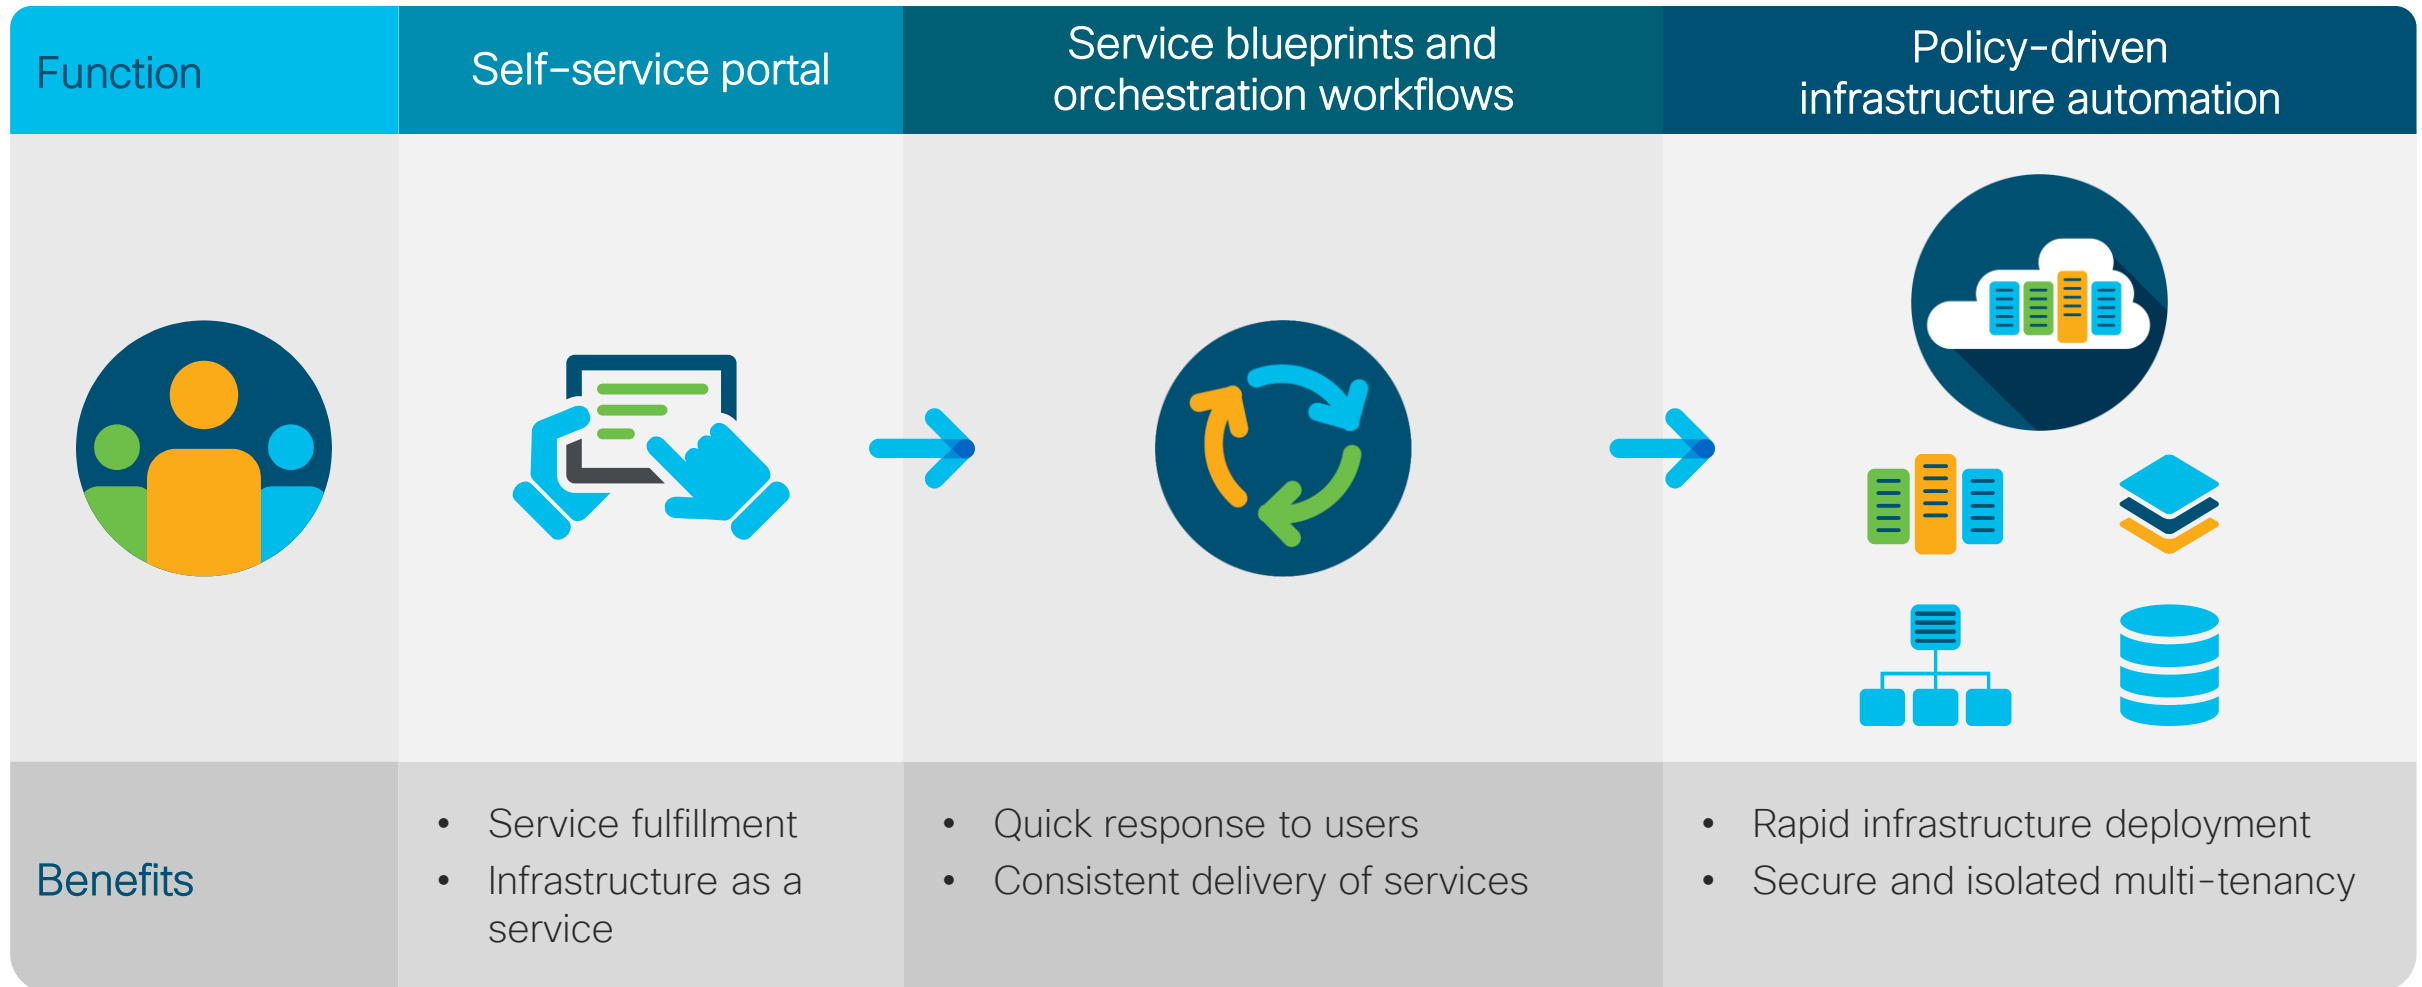 Function
Self-service portal
Service blueprints and
orchestration workflows
Policy-driven
infrastructure automation
Benefits
• Service fulfillment
• Infrastructure as a
service
• Quick response to users
• Consistent delivery of services
• Rapid infrastructure deployment
• Secure and isolated multi-tenancy